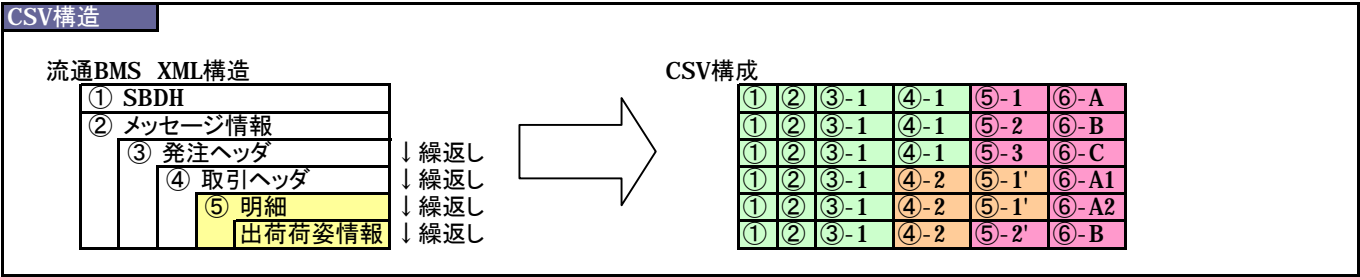 CSV構造
流通BMS XML構造
CSV構成
① SBDH
② メッセージ情報
③ 発注ヘッダ ↓繰返し
④ 取引ヘッダ ↓繰返し
⑤ 明細 ↓繰返し
出荷荷姿情報 ↓繰返し
① ② ③-1 ④-1 ⑤-1 ⑥-A
① ② ③-1 ④-1 ⑤-2 ⑥-B
① ② ③-1 ④-1 ⑤-3 ⑥-C
① ② ③-1 ④-2 ⑤-1' ⑥-A1
① ② ③-1 ④-2 ⑤-1' ⑥-A2
① ② ③-1 ④-2 ⑤-2' ⑥-B